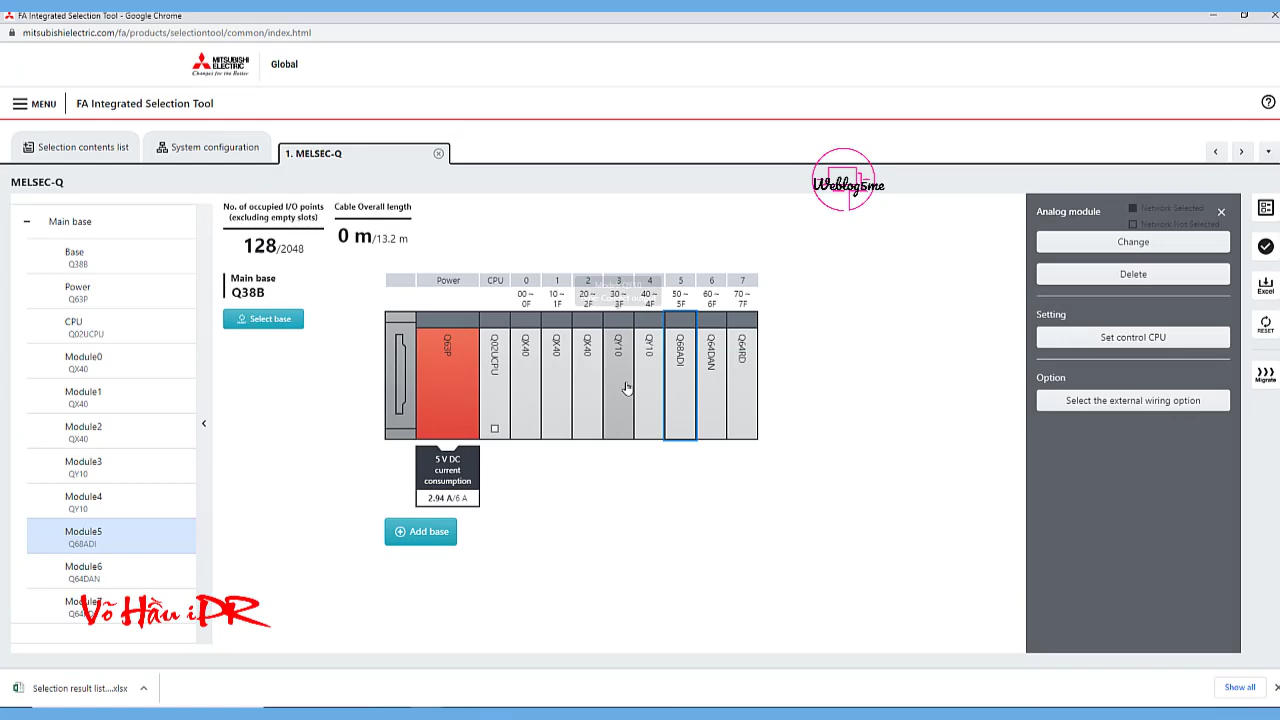 FA Integrated Selection Tool - Google Chrome
mitsubishielectric.com/fa/products/selectiontool/common/index.html
MITSUBISHI
ELECTRIC
Changes for the Better
Global
MENU
FA Integrated Selection Tool
Selection contents list
System configuration
1. MELSEC-Q
Weblog5me
MELSEC-Q
Main base
Base
Q38B
Power
Q63P
CPU
Q02UCPU
Module0
QX40
Module1
QX40
Module2
QX40
Module3
QY10
Module4
QY10
Module5
Q68ADI
Module6
Q64DAN
Võ Hầu iPR
No. of occupied I/O points
(excluding empty slots)
128/2048
Cable Overall length
0 m/13.2 m
Main base
Q38B
Select base
Power CPU 0 1 2 3 4 5 6 7
00 ~ 10 ~ 20 ~ 30 ~ 40 ~ 50 ~ 60 ~ 70 ~
0F 1F 2F 3F 4F 5F 6F 7F
Q63P
Q02UCPU
QX40
QX40
QX40
QY10
QY10
Q68ADI
Q64DAN
Q64RD
5 V DC
current
consumption
2.94 A/6 A
Add base
Analog module
Network Selected
Network Not Selected
Change
Delete
Setting
Set control CPU
Option
Select the external wiring option
Excel
RESET
Migrate
Selection result list....xlsx
Show all